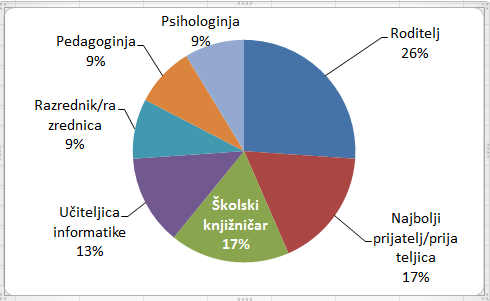 Psihologinja
9%
Roditelj
26%
Pedagoginja
9%
Razrednik/ra
zrednica
9%
Učiteljica
informatike
13%
Školski
knjižničar
17%
Najbolji
prijatelj/prija
teljica
17%